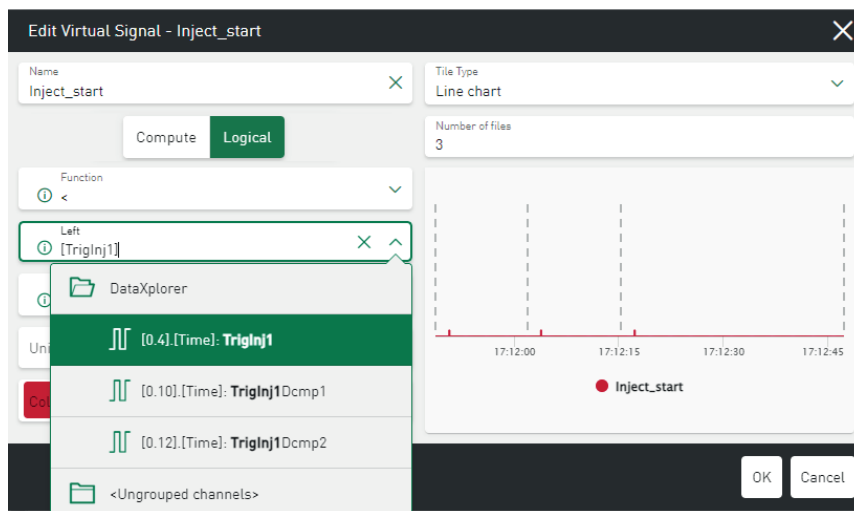 Edit Virtual Signal - Inject_start
Name
Inject_start
Compute
Logical
Function
<
Left
[TrigInj1]
DataXplorer
[0.4].[Time]: TrigInj1
[0.10].[Time]: TrigInj1Dcmp1
[0.12].[Time]: TrigInj1Dcmp2
<Ungrouped channels>
Uni
Col
Tile Type
Line chart
Number of files
3
17:12:00
17:12:15
17:12:30
17:12:45
Inject_start
OK
Cancel